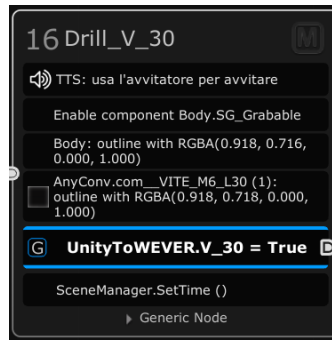 16 Drill_V_30
M
TTS: usa l'avvitatore per avvitare
Enable component Body.SG_Grabable
Body: outline with RGBA(0.918, 0.716,
0.000, 1.000)
AnyConv.com__VITE_M6_L30 (1):
outline with RGBA(0.918, 0.718, 0.000,
1.000)
G UnityToWEVER.V_30 = True D
SceneManager.SetTime ()
Generic Node